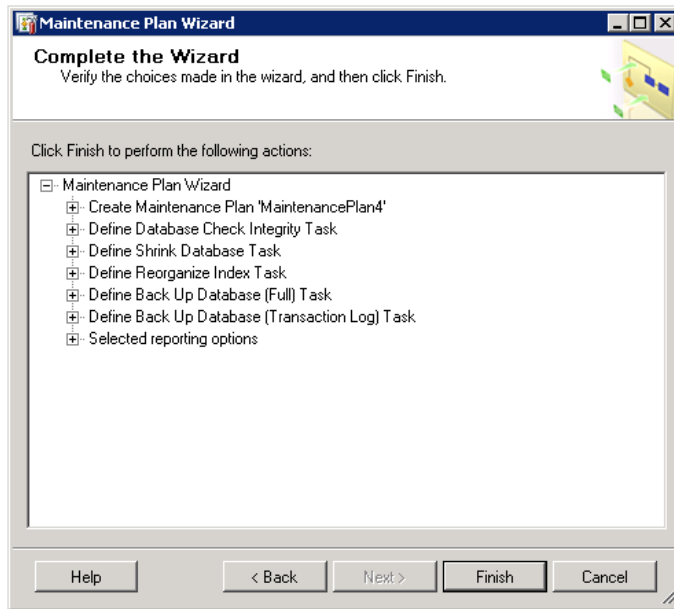 Maintenance Plan Wizard
Complete the Wizard
Verify the choices made in the wizard, and then click Finish.
Click Finish to perform the following actions:
Maintenance Plan Wizard
Create Maintenance Plan 'MaintenancePlan4'
Define Database Check Integrity Task
Define Shrink Database Task
Define Reorganize Index Task
Define Back Up Database (Full) Task
Define Back Up Database (Transaction Log) Task
Selected reporting options
Help < Back Next > Finish Cancel